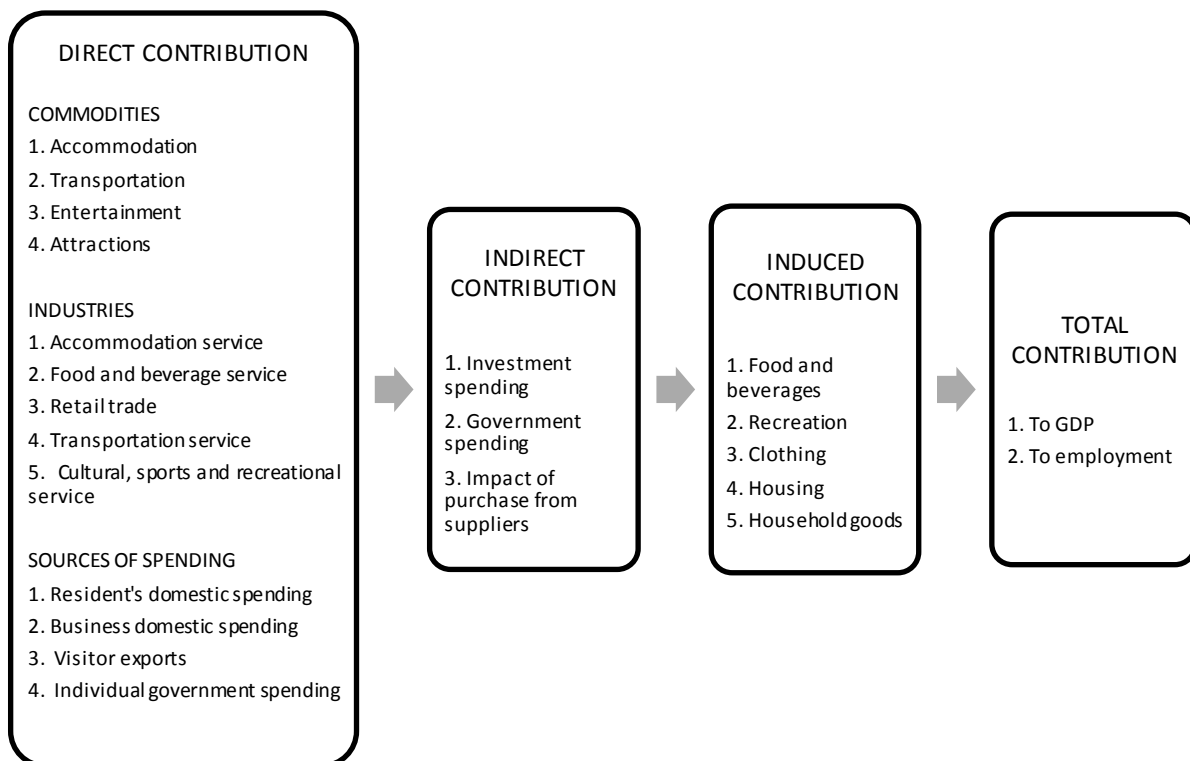 DIRECT CONTRIBUTION
COMMODITIES
1. Accommodation
2. Transportation
3. Entertainment
4. Attractions
INDUSTRIES
1. Accommodation service
2. Food and beverage service
3. Retail trade
4. Transportation service
5. Cultural, sports and recreational
service
SOURCES OF SPENDING
1. Resident's domestic spending
2. Business domestic spending
3. Visitor exports
4. Individual government spending
INDIRECT
CONTRIBUTION
1. Investment
spending
2. Government
spending
3. Impact of
purchase from
suppliers
INDUCED
CONTRIBUTION
1. Food and
beverages
2. Recreation
3. Clothing
4. Housing
5. Household goods
TOTAL
CONTRIBUTION
1. To GDP
2. To employment